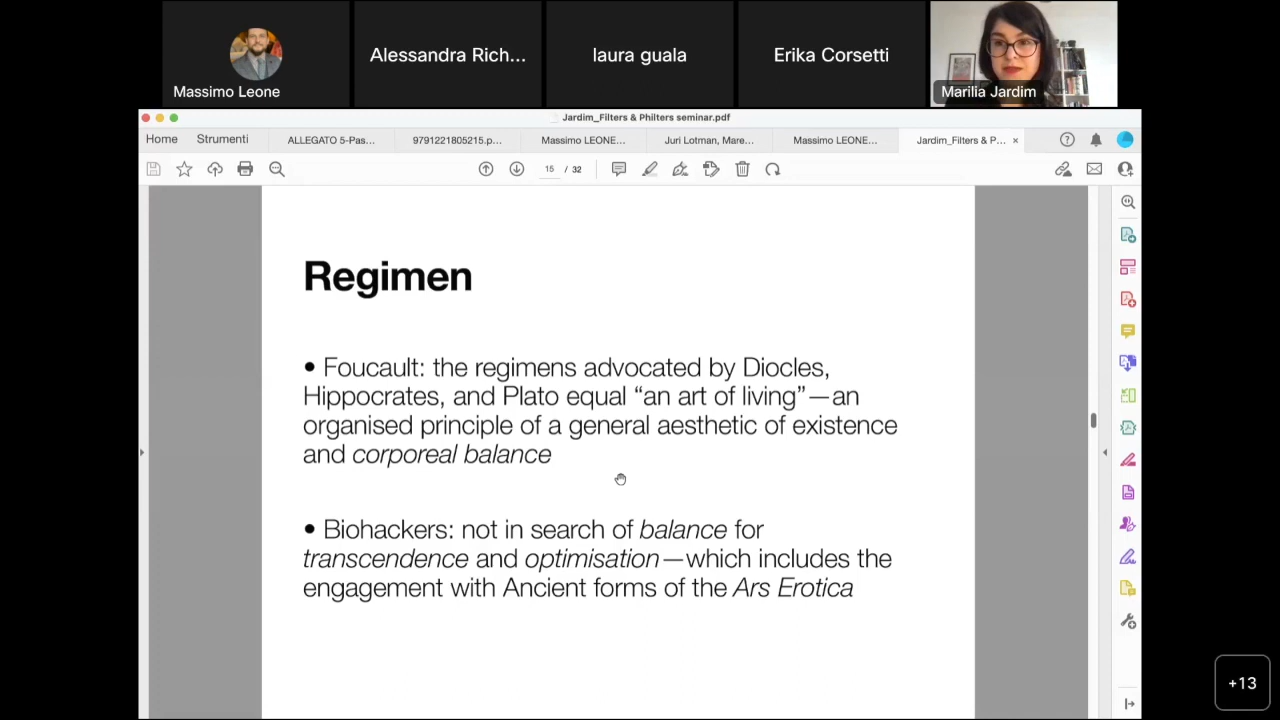 Massimo Leone
Alessandra Rich...
laura guala
Erika Corsetti
Marilia Jardim
Jardim_Filters & Philters seminar.pdf
Home
Strumenti
ALLEGATO 5-Pas...
9791221805215.p...
Massimo LEONE...
Juri Lotman, Mare...
Massimo LEONE...
Jardim_Filters & P...
15 / 32
Regimen
• Foucault: the regimens advocated by Diocles,
Hippocrates, and Plato equal “an art of living”—an
organised principle of a general aesthetic of existence
and corporeal balance
• Biohackers: not in search of balance for
transcendence and optimisation—which includes the
engagement with Ancient forms of the Ars Erotica
+13